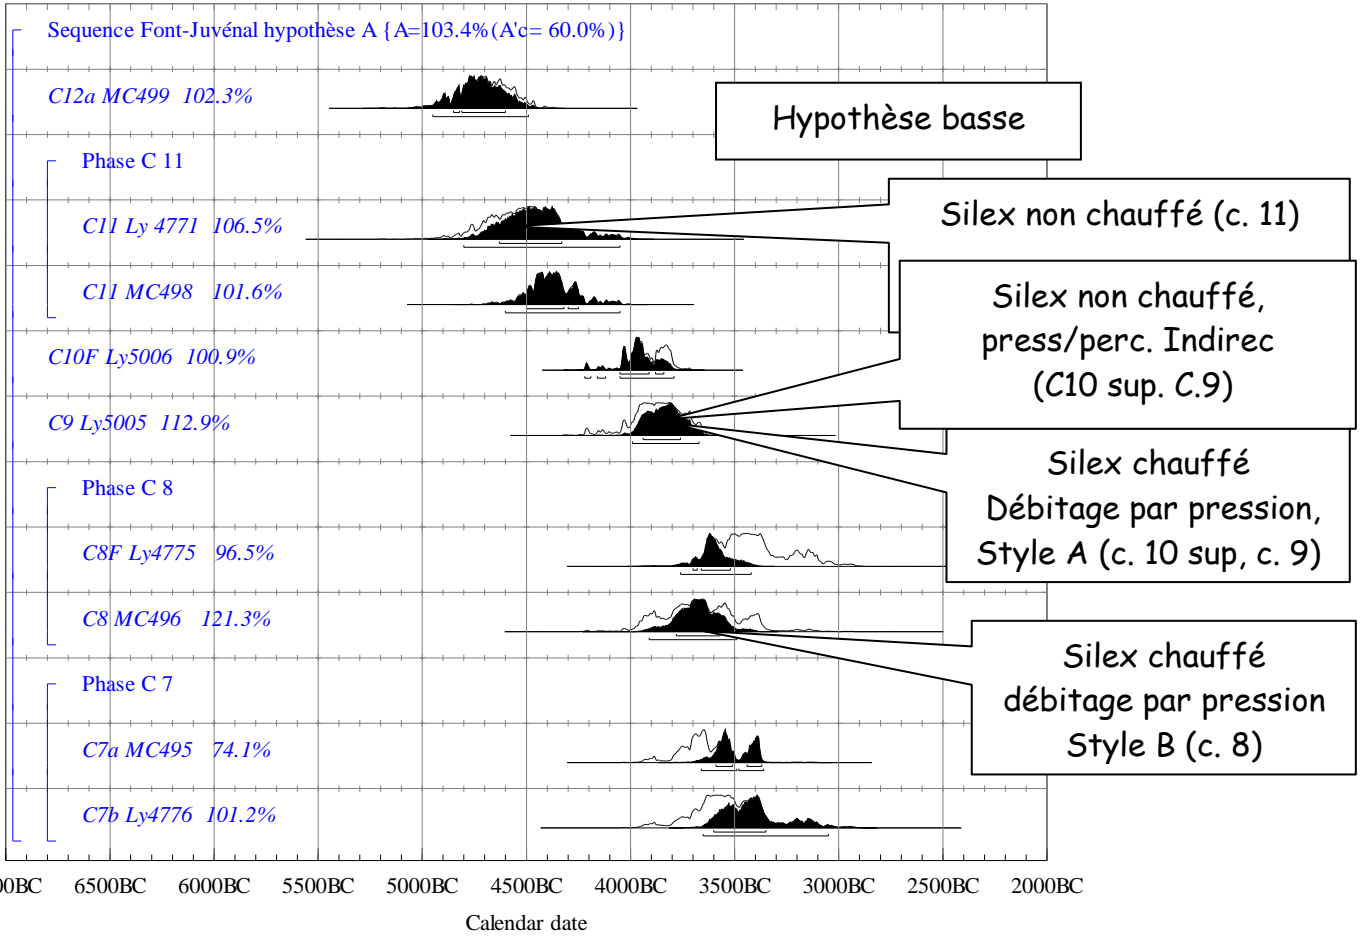 Sequence Font-Juvénal hypothèse A {A=103.4%(A'c= 60.0%)}
C12a MC499 102.3%
Hypothèse basse
Phase C 11
C11 Ly 4771 106.5%
Silex non chauffé (c. 11)
C11 MC498 101.6%
Silex non chauffé,
press/perc. Indirec
(C10 sup. C.9)
C10F Ly5006 100.9%
C9 Ly5005 112.9%
Silex chauffé
Débitage par pression,
Style A (c. 10 sup, c. 9)
Phase C 8
C8F Ly4775 96.5%
C8 MC496 121.3%
Silex chauffé
débitage par pression
Style B (c. 8)
Phase C 7
C7a MC495 74.1%
C7b Ly4776 101.2%
6500BC 6000BC 5500BC 5000BC 4500BC 4000BC 3500BC 3000BC 2500BC 2000BC
Calendar date